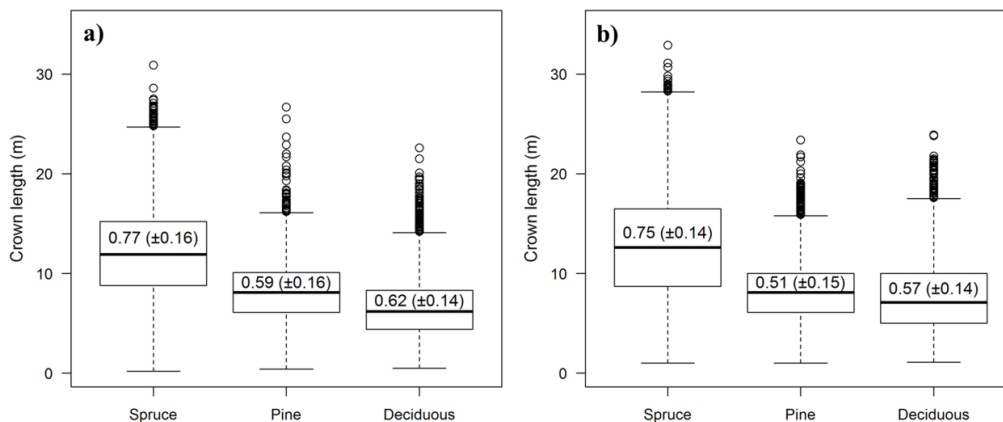 a)
Crown length (m)
30
20
10
0
0.77 (±0.16)
0.59 (±0.16)
0.62 (±0.14)
Spruce Pine Deciduous
b)
Crown length (m)
30
20
10
0
0.75 (±0.14)
0.51 (±0.15)
0.57 (±0.14)
Spruce Pine Deciduous